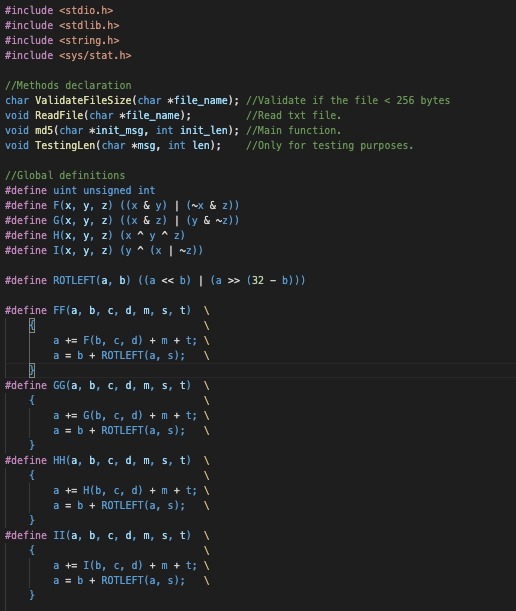 #include <stdio.h>
#include <stdlib.h>
#include <string.h>
#include <sys/stat.h>

//Methods declaration
char ValidateFileSize(char *file_name); //Validate if the file < 256 bytes
void ReadFile(char *file_name);         //Read txt file.
void md5(char *init_msg, int init_len); //Main function.
void TestingLen(char *msg, int len);    //Only for testing purposes.

//Global definitions
#define uint unsigned int
#define F(x, y, z) ((x & y) | (~x & z))
#define G(x, y, z) ((x & z) | (y & ~z))
#define H(x, y, z) (x ^ y ^ z)
#define I(x, y, z) (y ^ (x | ~z))

#define ROTLEFT(a, b) ((a << b) | (a >> (32 - b)))

#define FF(a, b, c, d, m, s, t)  \
    {                            \
        a += F(b, c, d) + m + t; \
        a = b + ROTLEFT(a, s);   \
    }
#define GG(a, b, c, d, m, s, t)  \
    {                            \
        a += G(b, c, d) + m + t; \
        a = b + ROTLEFT(a, s);   \
    }
#define HH(a, b, c, d, m, s, t)  \
    {                            \
        a += H(b, c, d) + m + t; \
        a = b + ROTLEFT(a, s);   \
    }
#define II(a, b, c, d, m, s, t)  \
    {                            \
        a += I(b, c, d) + m + t; \
        a = b + ROTLEFT(a, s);   \
    }